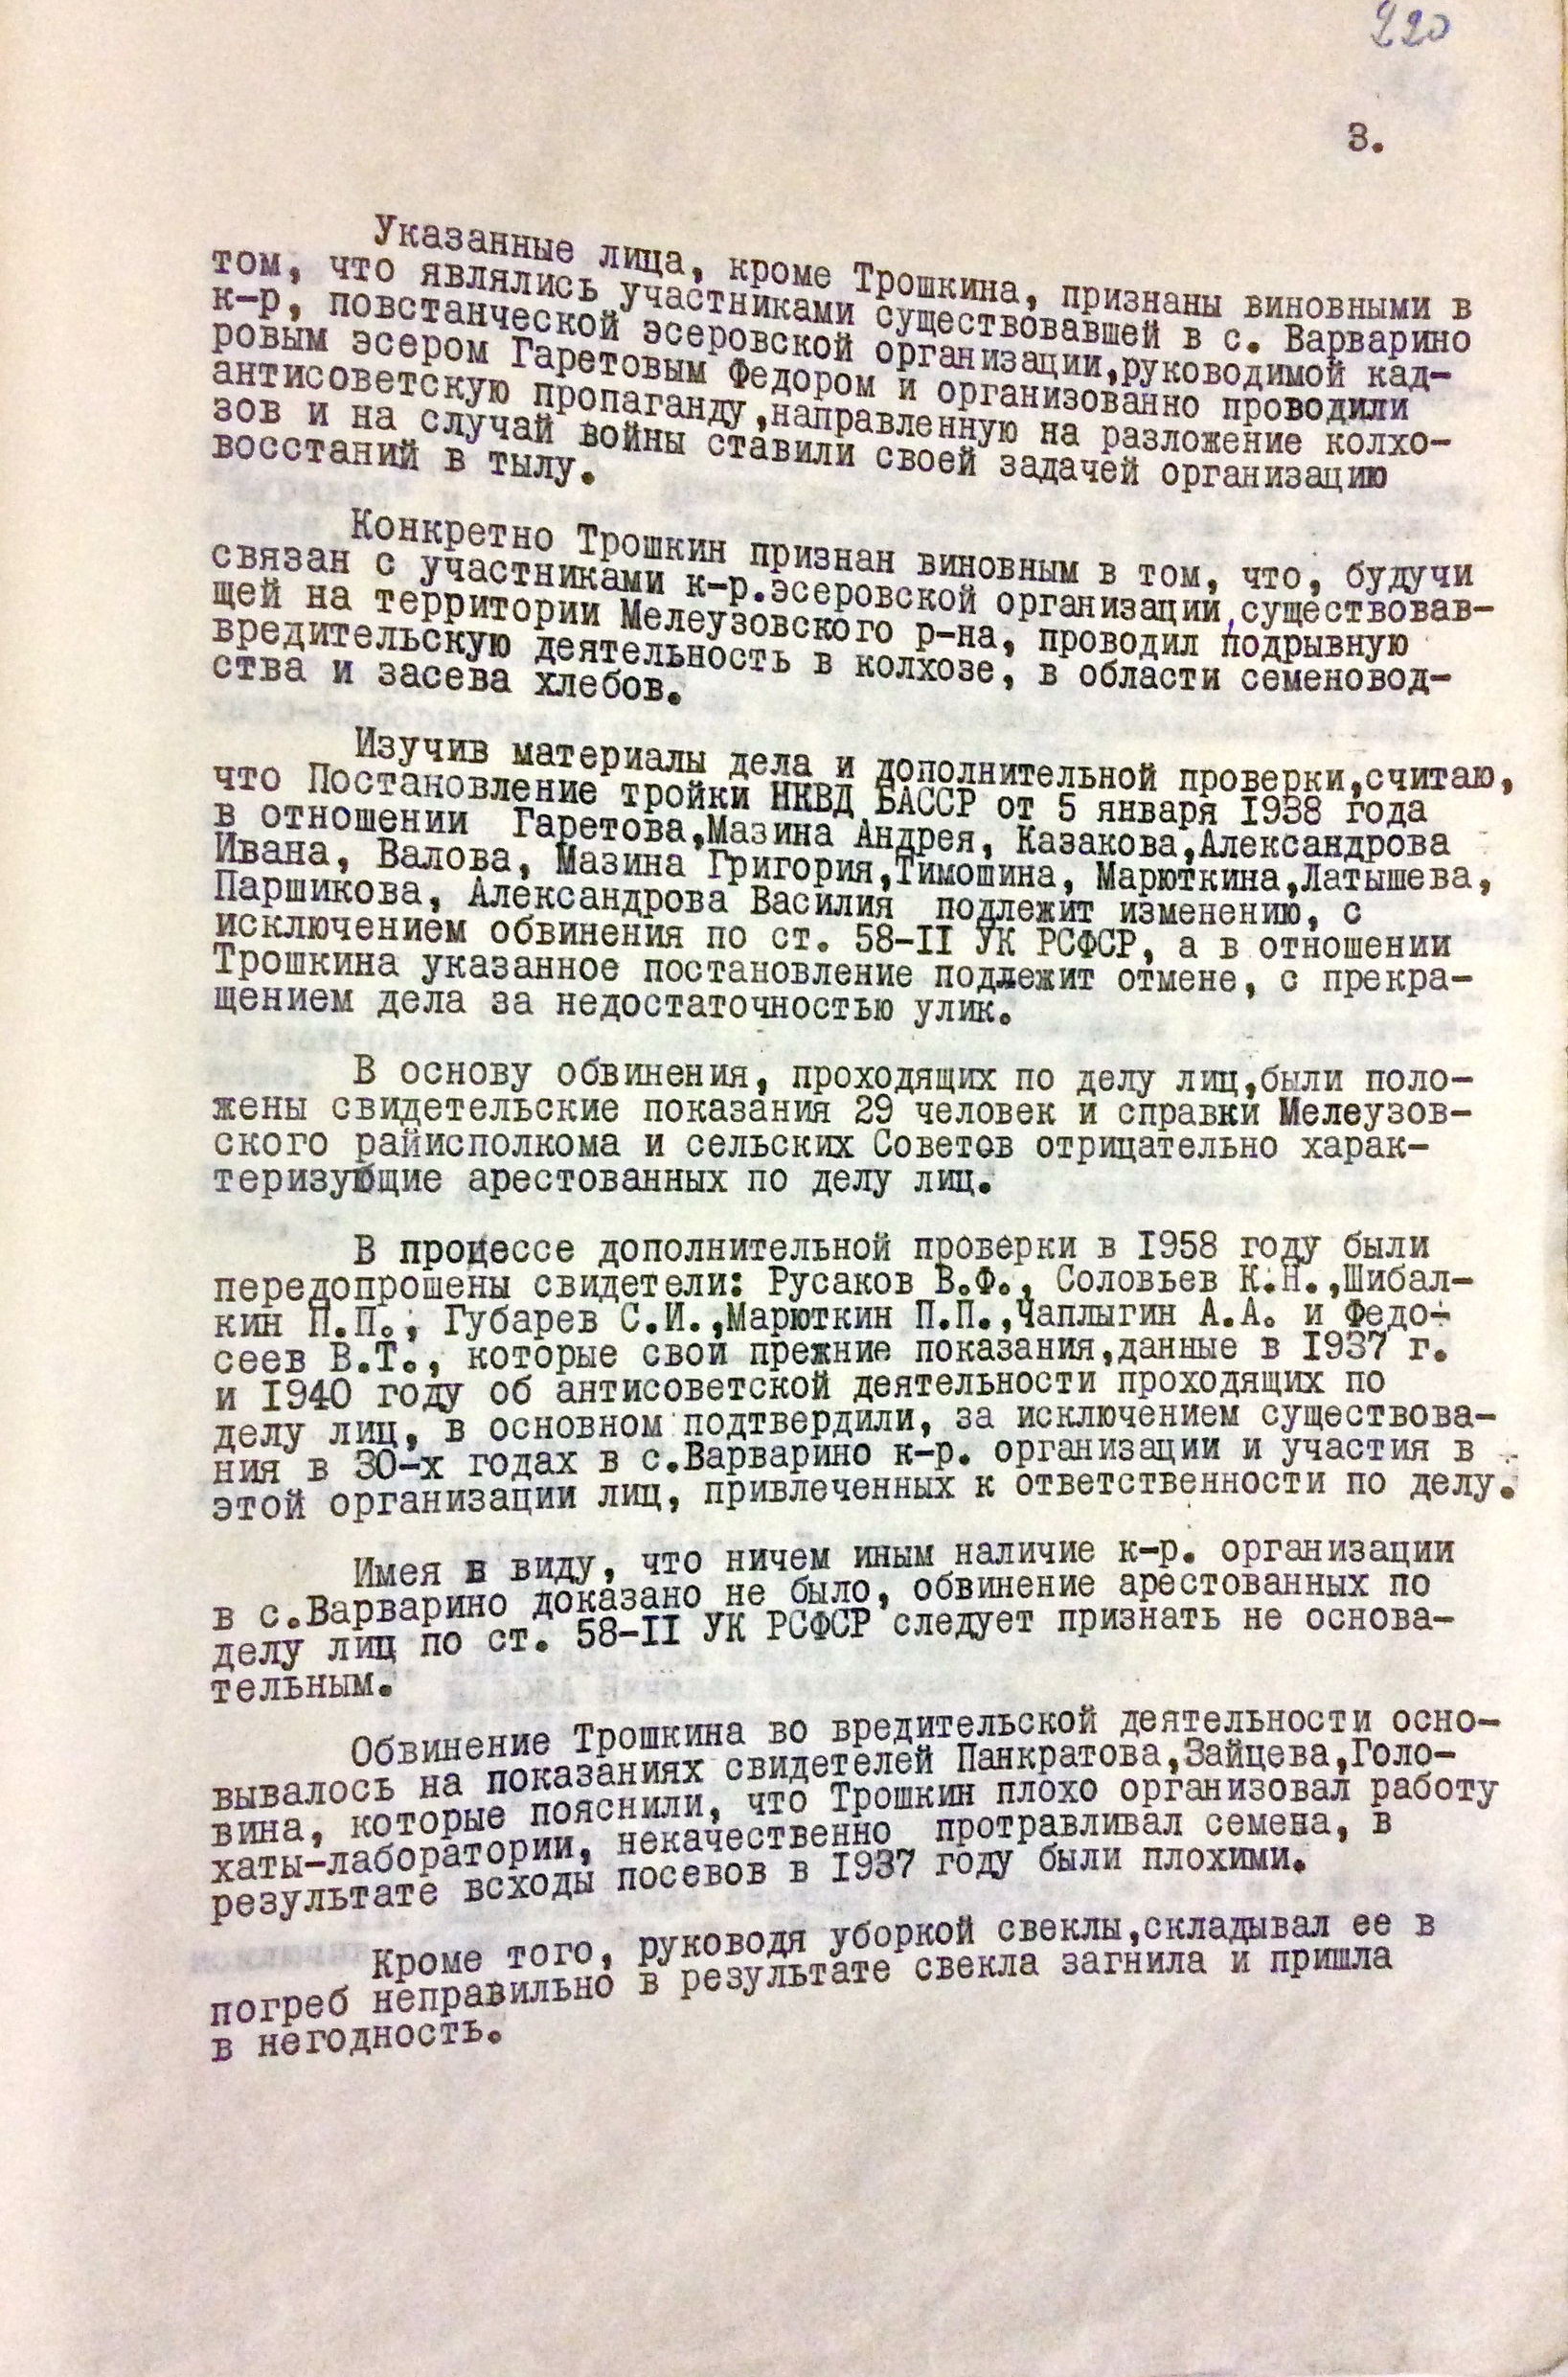 220
3.
Указанные лица, кроме Трошкина, признаны виновными в
том, что являлись участниками существовавшей в с. Варварино
к-р, повстанческой эсеровской организации,руководимой кад-
ровым эсером Гаретовым Федором и организованно проводили
антисоветскую пропаганду,направленную на разложение колхо-
зов и на случай войны ставили своей задачей организацию
восстаний в тылу.
Конкретно Трошкин признан виновным в том, что, будучи
связан с участниками к-р.эсеровской организации,существовав-
щей на территории Мелеузовского р-на, проводил подрывную
вредительскую деятельность в колхозе, в области семеновод-
ства и засева хлебов.
Изучив материалы дела и дополнительной проверки,считаю,
что Постановление тройки НКВД БАССР от 5 января 1938 года
в отношении Гаретова,Мазина Андрея, Казакова,Александрова
Ивана, Валова, Мазина Григория,Тимошина, Марюткина,Латышева,
Паршикова, Александрова Василия подлежит изменению, с
исключением обвинения по ст. 58-II УК РСФСР, а в отношении
Трошкина указанное постановление подлежит отмене, с прекра-
щением дела за недостаточностью улик.
В основу обвинения, проходящих по делу лиц,были поло-
жены свидетельские показания 29 человек и справки Мелеузов-
ского райисполкома и сельских Советов отрицательно харак-
теризующие арестованных по делу лиц.
В процессе дополнительной проверки в 1958 году были
передопрошены свидетели: Русаков В.Ф., Соловьев К.Н.,Шибал-
кин П.П., Губарев С.И.,Марюткин П.П.,Чаплыгин А.А. и Федо-
сеев В.Т., которые свои прежние показания,данные в 1937 г.
и 1940 году об антисоветской деятельности проходящих по
делу лиц, в основном подтвердили, за исключением существова-
ния в 30-х годах в с.Варварино к-р. организации и участия в
этой организации лиц, привлеченных к ответственности по делу.
Имея в виду, что ничем иным наличие к-р. организации
в с.Варварино доказано не было, обвинение арестованных по
делу лиц по ст. 58-II УК РСФСР следует признать не основа-
тельным.
Обвинение Трошкина во вредительской деятельности осно-
вывалось на показаниях свидетелей Панкратова,Зайцева,Голо-
вина, которые пояснили, что Трошкин плохо организовал работу
хаты-лаборатории, некачественно протравливал семена, в
результате всходы посевов в 1937 году были плохими.
Кроме того, руководя уборкой свеклы,складывал ее в
погреб неправильно в результате свекла загнила и пришла
в негодность.